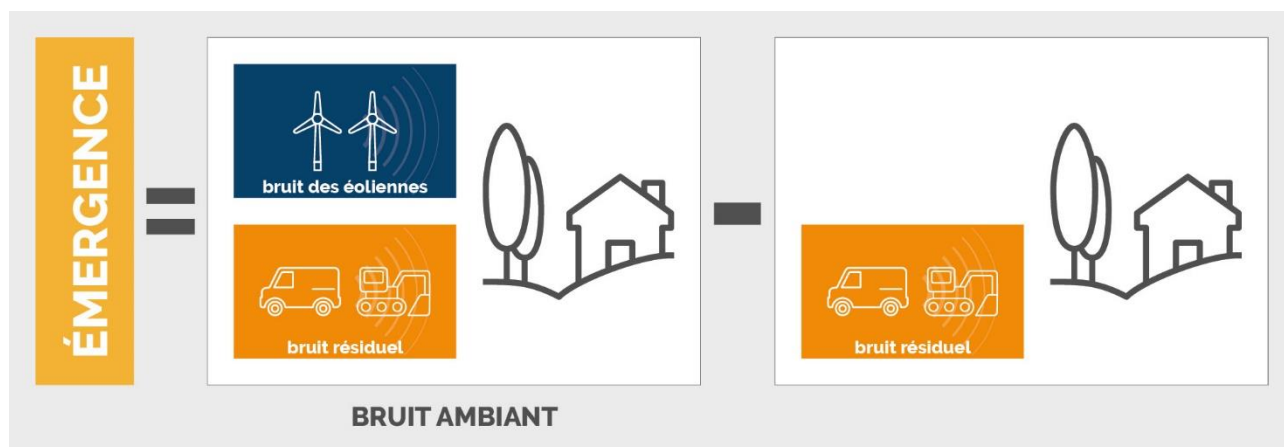 ÉMERGENCE
=
bruit des éoliennes
bruit résiduel
-
bruit résiduel
BRUIT AMBIANT